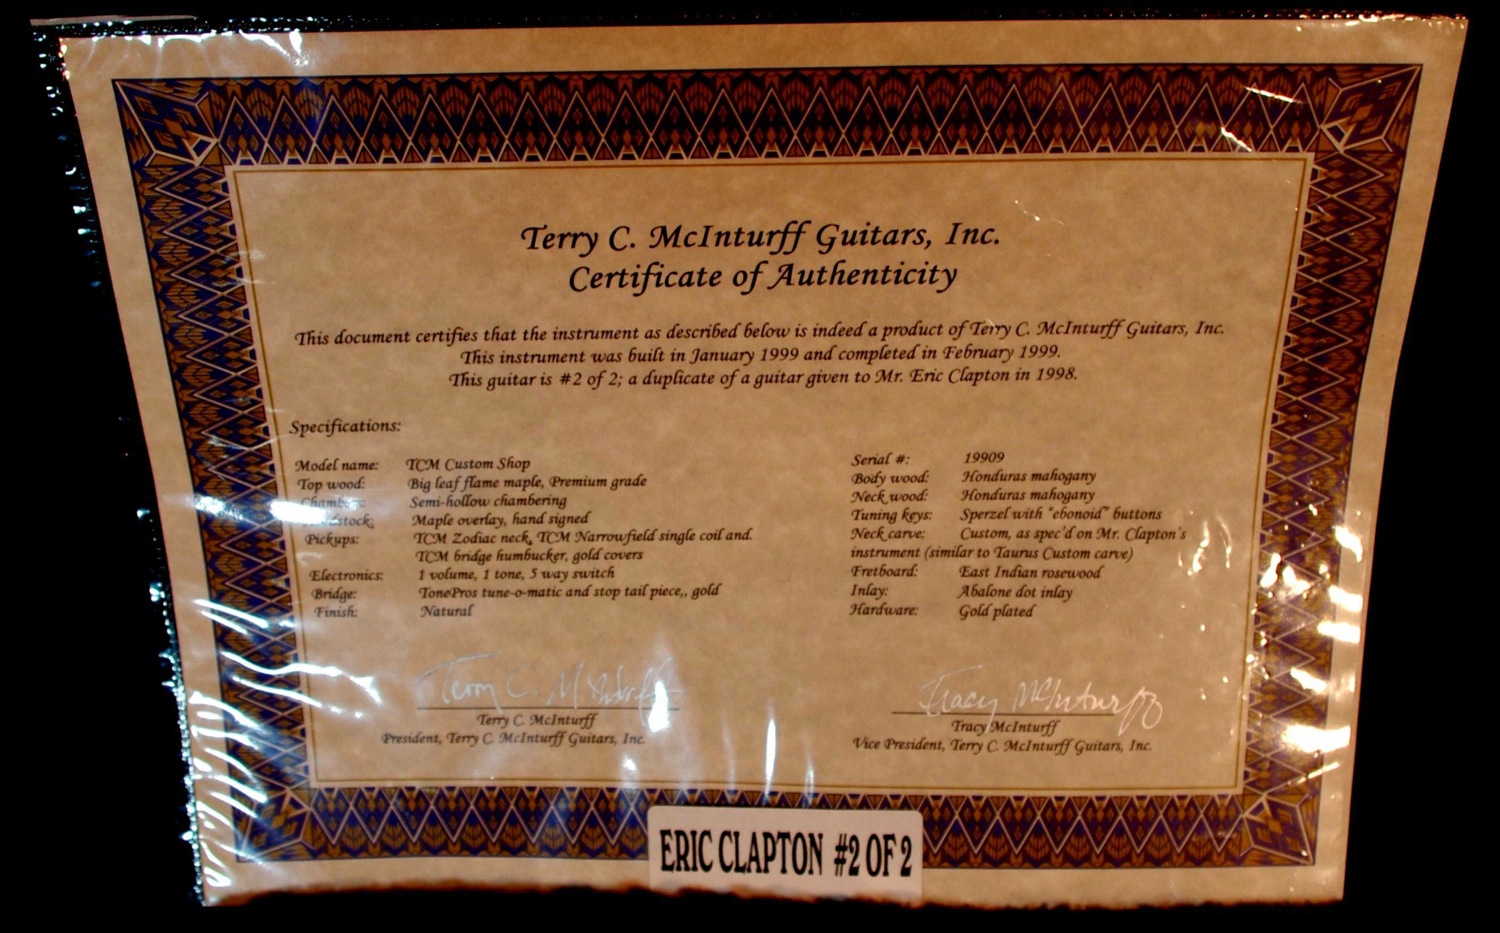 Terry C. McInturff Guitars, Inc.
Certificate of Authenticity
This document certifies that the instrument as described below is indeed a product of Terry C. McInturff Guitars, Inc.
This instrument was built in January 1999 and completed in February 1999.
This guitar is #2 of 2; a duplicate of a guitar given to Mr. Eric Clapton in 1998.
Specifications:
Model name: TCM Custom Shop
Top wood: Big leaf flame maple, Premium grade
Chambers: Semi-hollow chambering
Maple overlay, hand signed
Pickups: TCM Zodiac neck, TCM Narrowfield single coil and.
TCM bridge humbucker, gold covers
Electronics: 1 volume, 1 tone, 5 way switch
Bridge: TonePros tune-o-matic and stop tail piece,, gold
Finish: Natural
Serial #: 19909
Body wood: Honduras mahogany
Neck wood: Honduras mahogany
Tuning keys: Sperzel with "ebonoid" buttons
Neck carve: Custom, as spec'd on Mr. Clapton's
instrument (similar to Taurus Custom carve)
Fretboard: East Indian rosewood
Inlay: Abalone dot inlay
Hardware: Gold plated
Terry C. McInturff
Terry C. McInturff
President, Terry C. McInturff Guitars, Inc.
Tracy McInturff
Tracy McInturff
Vice President, Terry C. McInturff Guitars, Inc.
ERIC CLAPTON #2 OF 2